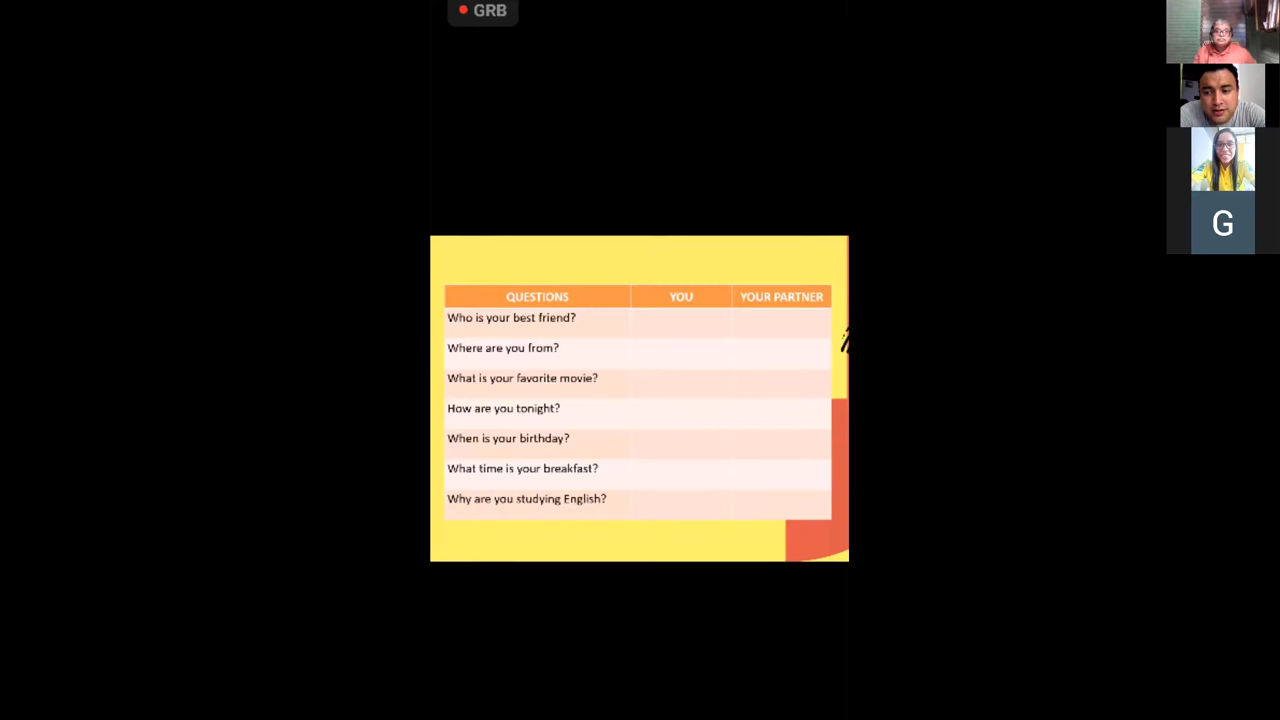 GRB
G
QUESTIONS YOU YOUR PARTNER
Who is your best friend?
Where are you from?
What is your favorite movie?
How are you tonight?
When is your birthday?
What time is your breakfast?
Why are you studying English?